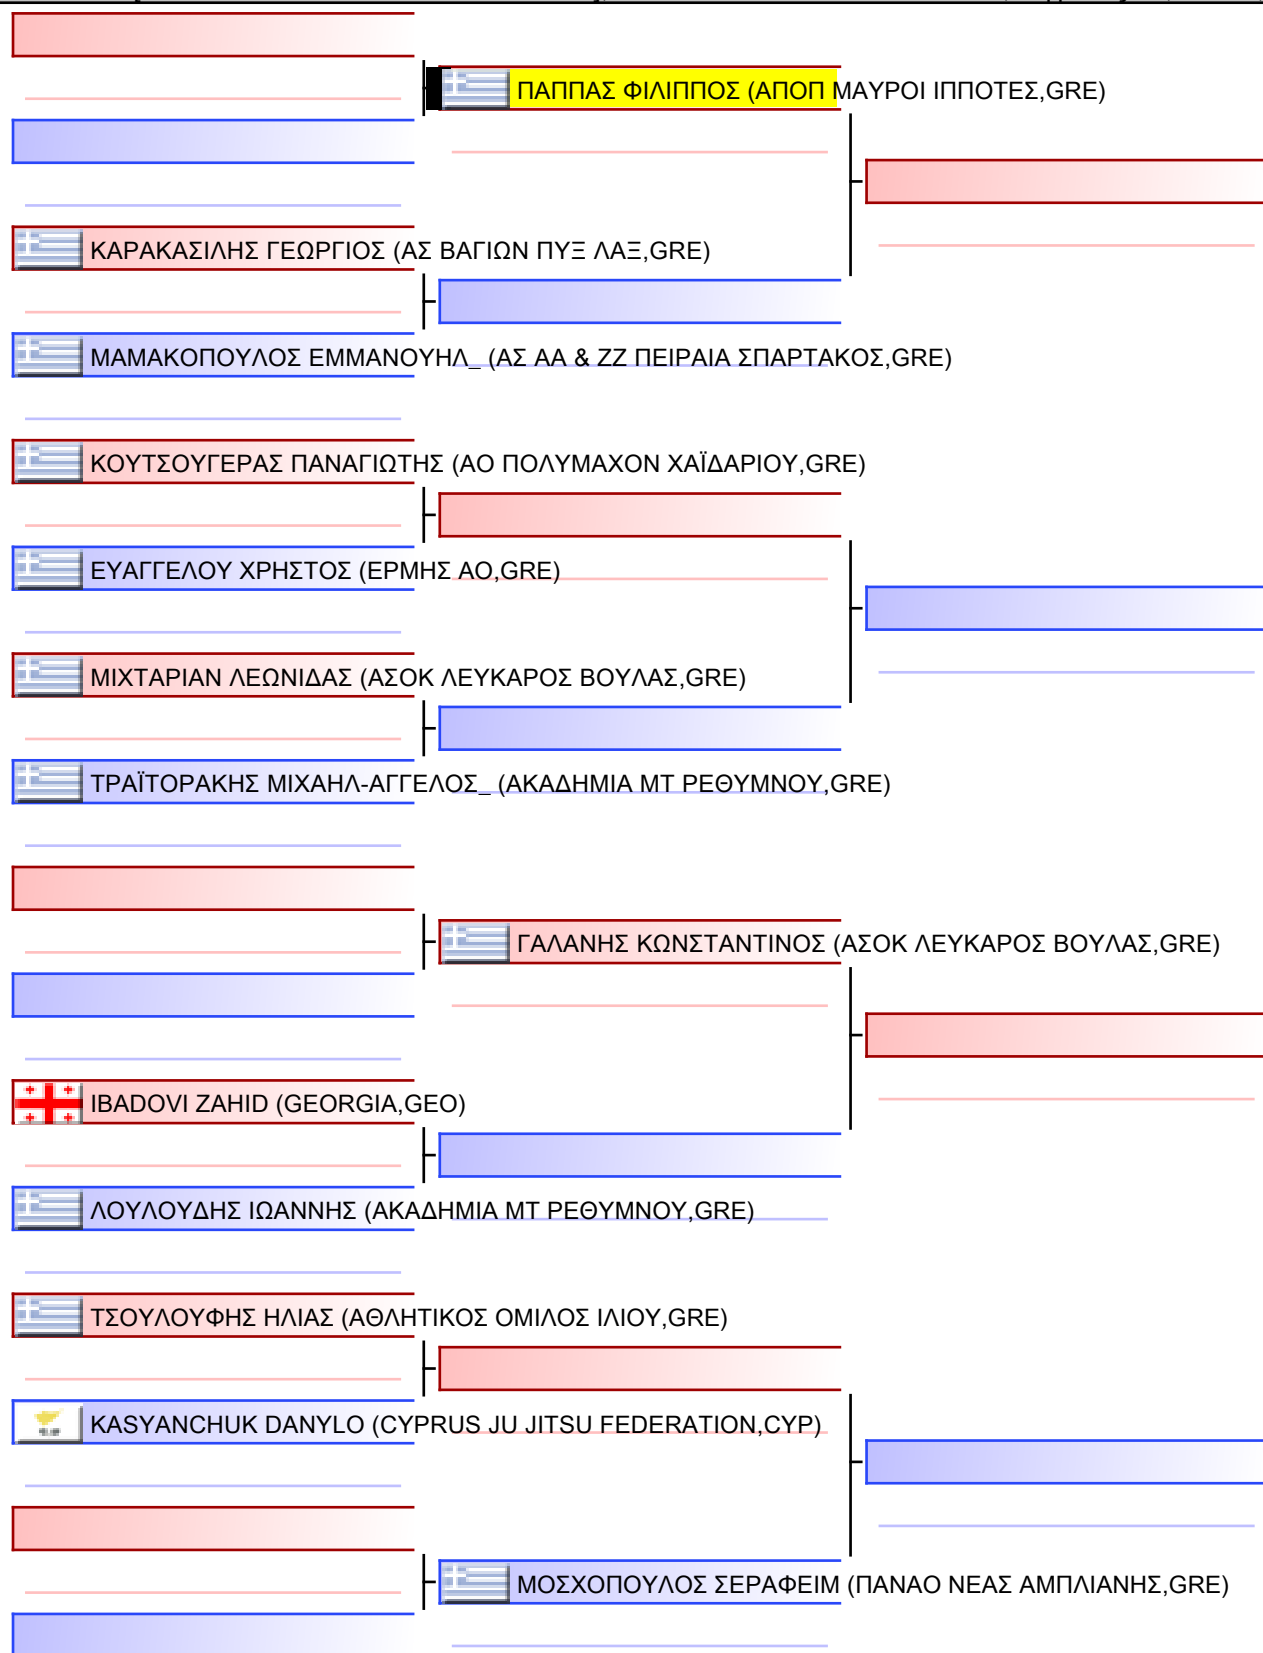 ΠΑΠΠΑΣ ΦΙΛΙΠΠΟΣ (ΑΠΟΠ ΜΑΥΡΟΙ ΙΠΠΟΤΕΣ,GRE)
ΚΑΡΑΚΑΣΙΛΗΣ ΓΕΩΡΓΙΟΣ (ΑΣ ΒΑΓΙΩΝ ΠΥΞ ΛΑΞ,GRE)
ΜΑΜΑΚΟΠΟΥΛΟΣ ΕΜΜΑΝΟΥΗΛ_ (ΑΣ ΑΑ & ΖΖ ΠΕΙΡΑΙΑ ΣΠΑΡΤΑΚΟΣ,GRE)
ΚΟΥΤΣΟΥΓΕΡΑΣ ΠΑΝΑΓΙΩΤΗΣ (ΑΟ ΠΟΛΥΜΑΧΟΝ ΧΑΪΔΑΡΙΟΥ,GRE)
ΕΥΑΓΓΕΛΟΥ ΧΡΗΣΤΟΣ (ΕΡΜΗΣ ΑΟ,GRE)
ΜΙΧΤΑΡΙΑΝ ΛΕΩΝΙΔΑΣ (ΑΣΟΚ ΛΕΥΚΑΡΟΣ ΒΟΥΛΑΣ,GRE)
ΤΡΑΪΤΟΡΑΚΗΣ ΜΙΧΑΗΛ-ΑΓΓΕΛΟΣ_ (ΑΚΑΔΗΜΙΑ ΜΤ ΡΕΘΥΜΝΟΥ,GRE)
ΓΑΛΑΝΗΣ ΚΩΝΣΤΑΝΤΙΝΟΣ (ΑΣΟΚ ΛΕΥΚΑΡΟΣ ΒΟΥΛΑΣ,GRE)
IBADOVI ZAHID (GEORGIA,GEO)
ΛΟΥΛΟΥΔΗΣ ΙΩΑΝΝΗΣ (ΑΚΑΔΗΜΙΑ ΜΤ ΡΕΘΥΜΝΟΥ,GRE)
ΤΣΟΥΛΟΥΦΗΣ ΗΛΙΑΣ (ΑΘΛΗΤΙΚΟΣ ΟΜΙΛΟΣ ΙΛΙΟΥ,GRE)
KASYANCHUK DANYLO (CYPRUS JU JITSU FEDERATION,CYP)
ΜΟΣΧΟΠΟΥΛΟΣ ΣΕΡΑΦΕΙΜ (ΠΑΝΑΟ ΝΕΑΣ ΑΜΠΛΙΑΝΗΣ,GRE)